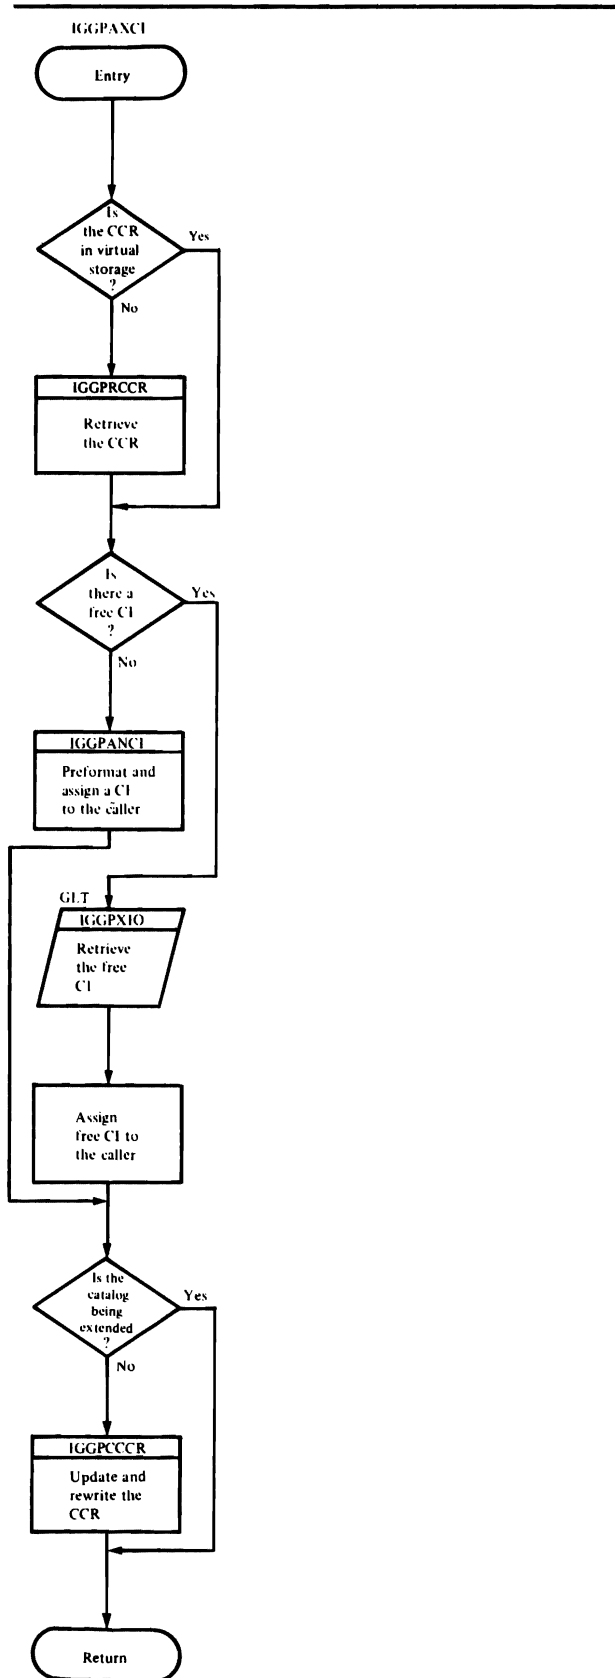 IGGPAXCI
Entry
Is
the CCR
in virtual
storage
?
Yes
No
IGGPRCCR
Retrieve
the CCR
Is
there a
free CI
?
Yes
No
IGGPANCI
Preformat and
assign a CI
to the caller
GET
IGGPXIO
Retrieve
the free
CI
Assign
free CI to
the caller
Is the
catalog
being
extended
?
Yes
No
IGGPCCCR
Update and
rewrite the
CCR
Return